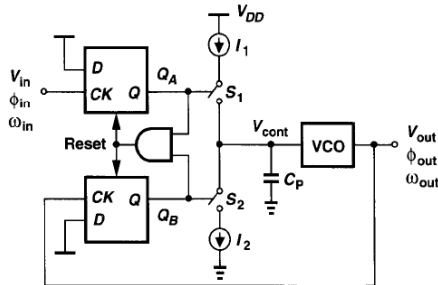 V_DD
I_1
V_in
ϕ_in
ω_in
D
CK
Q
Q_A
S_1
Reset
V_cont
VCO
V_out
ϕ_out
ω_out
C_P
CK
D
Q
Q_B
S_2
I_2